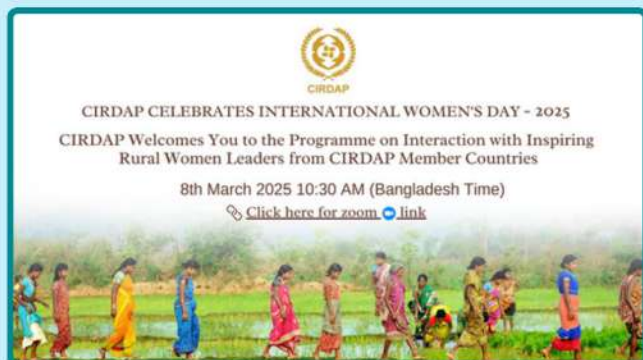 CIRDAP
CIRDAP CELEBRATES INTERNATIONAL WOMEN'S DAY - 2025
CIRDAP Welcomes You to the Programme on Interaction with Inspiring
Rural Women Leaders from CIRDAP Member Countries
8th March 2025 10:30 AM (Bangladesh Time)
Click here for zoom link